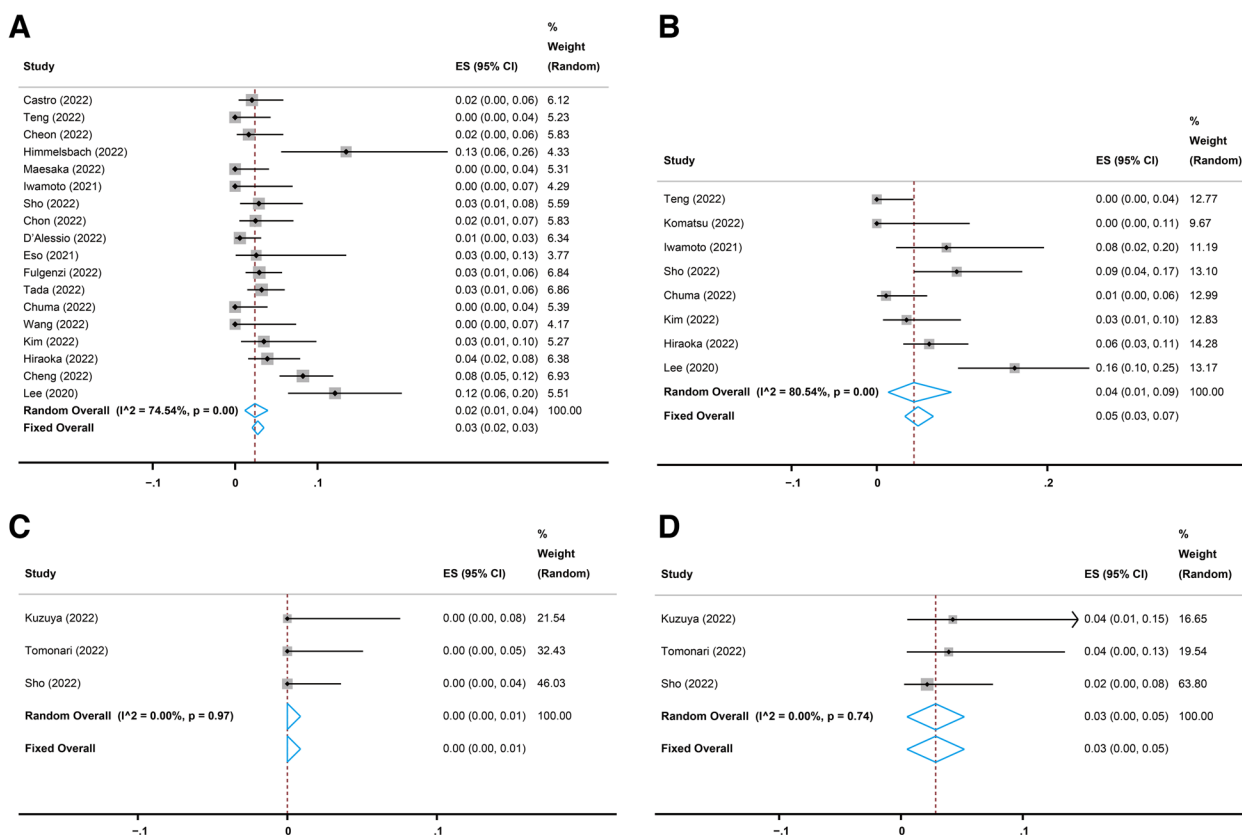 A
%
Weight
Study ES (95% CI) (Random)
Castro (2022) 0.02 (0.00, 0.06) 6.12
Teng (2022) 0.00 (0.00, 0.04) 5.23
Cheon (2022) 0.02 (0.00, 0.06) 5.83
Himmelsbach (2022) 0.13 (0.06, 0.26) 4.33
Maesaka (2022) 0.00 (0.00, 0.04) 5.31
Iwamoto (2021) 0.00 (0.00, 0.07) 4.29
Sho (2022) 0.03 (0.01, 0.08) 5.59
Chon (2022) 0.02 (0.01, 0.07) 5.83
D'Alessio (2022) 0.01 (0.00, 0.03) 6.34
Eso (2021) 0.03 (0.00, 0.13) 3.77
Fulgenzi (2022) 0.03 (0.01, 0.06) 6.84
Tada (2022) 0.03 (0.01, 0.06) 6.86
Chuma (2022) 0.00 (0.00, 0.04) 5.39
Wang (2022) 0.00 (0.00, 0.07) 4.17
Kim (2022) 0.03 (0.01, 0.10) 5.27
Hiraoka (2022) 0.04 (0.02, 0.08) 6.38
Cheng (2022) 0.08 (0.05, 0.12) 6.93
Lee (2020) 0.12 (0.06, 0.20) 5.51
Random Overall (I^2 = 74.54%, p = 0.00) 0.02 (0.01, 0.04) 100.00
Fixed Overall 0.03 (0.02, 0.03)
−.1 0 .1
B
%
Weight
Study ES (95% CI) (Random)
Teng (2022) 0.00 (0.00, 0.04) 12.77
Komatsu (2022) 0.00 (0.00, 0.11) 9.67
Iwamoto (2021) 0.08 (0.02, 0.20) 11.19
Sho (2022) 0.09 (0.04, 0.17) 13.10
Chuma (2022) 0.01 (0.00, 0.06) 12.99
Kim (2022) 0.03 (0.01, 0.10) 12.83
Hiraoka (2022) 0.06 (0.03, 0.11) 14.28
Lee (2020) 0.16 (0.10, 0.25) 13.17
Random Overall (I^2 = 80.54%, p = 0.00) 0.04 (0.01, 0.09) 100.00
Fixed Overall 0.05 (0.03, 0.07)
−.1 0 .2
C
%
Weight
Study ES (95% CI) (Random)
Kuzuya (2022) 0.00 (0.00, 0.08) 21.54
Tomonari (2022) 0.00 (0.00, 0.05) 32.43
Sho (2022) 0.00 (0.00, 0.04) 46.03
Random Overall (I^2 = 0.00%, p = 0.97) 0.00 (0.00, 0.01) 100.00
Fixed Overall 0.00 (0.00, 0.01)
−.1 0 .1
D
%
Weight
Study ES (95% CI) (Random)
Kuzuya (2022) 0.04 (0.01, 0.15) 16.65
Tomonari (2022) 0.04 (0.00, 0.13) 19.54
Sho (2022) 0.02 (0.00, 0.08) 63.80
Random Overall (I^2 = 0.00%, p = 0.74) 0.03 (0.00, 0.05) 100.00
Fixed Overall 0.03 (0.00, 0.05)
−.1 0 .1